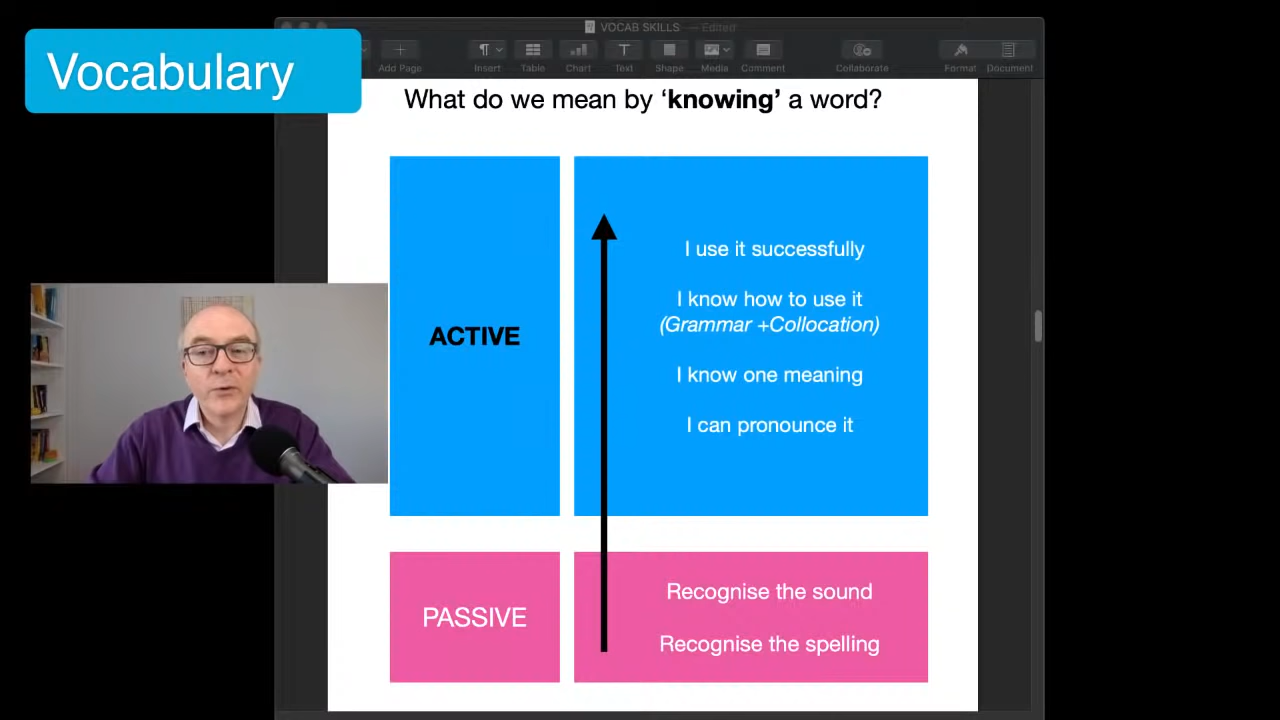 VOCAB SKILLS — Edited
Vocabulary
Add Page
Insert
Table
Chart
Text
Shape
Media
Comment
Collaborate
Format
Document
What do we mean by ‘knowing’ a word?
I use it successfully
I know how to use it
(Grammar +Collocation)
ACTIVE
I know one meaning
I can pronounce it
Recognise the sound
PASSIVE
Recognise the spelling